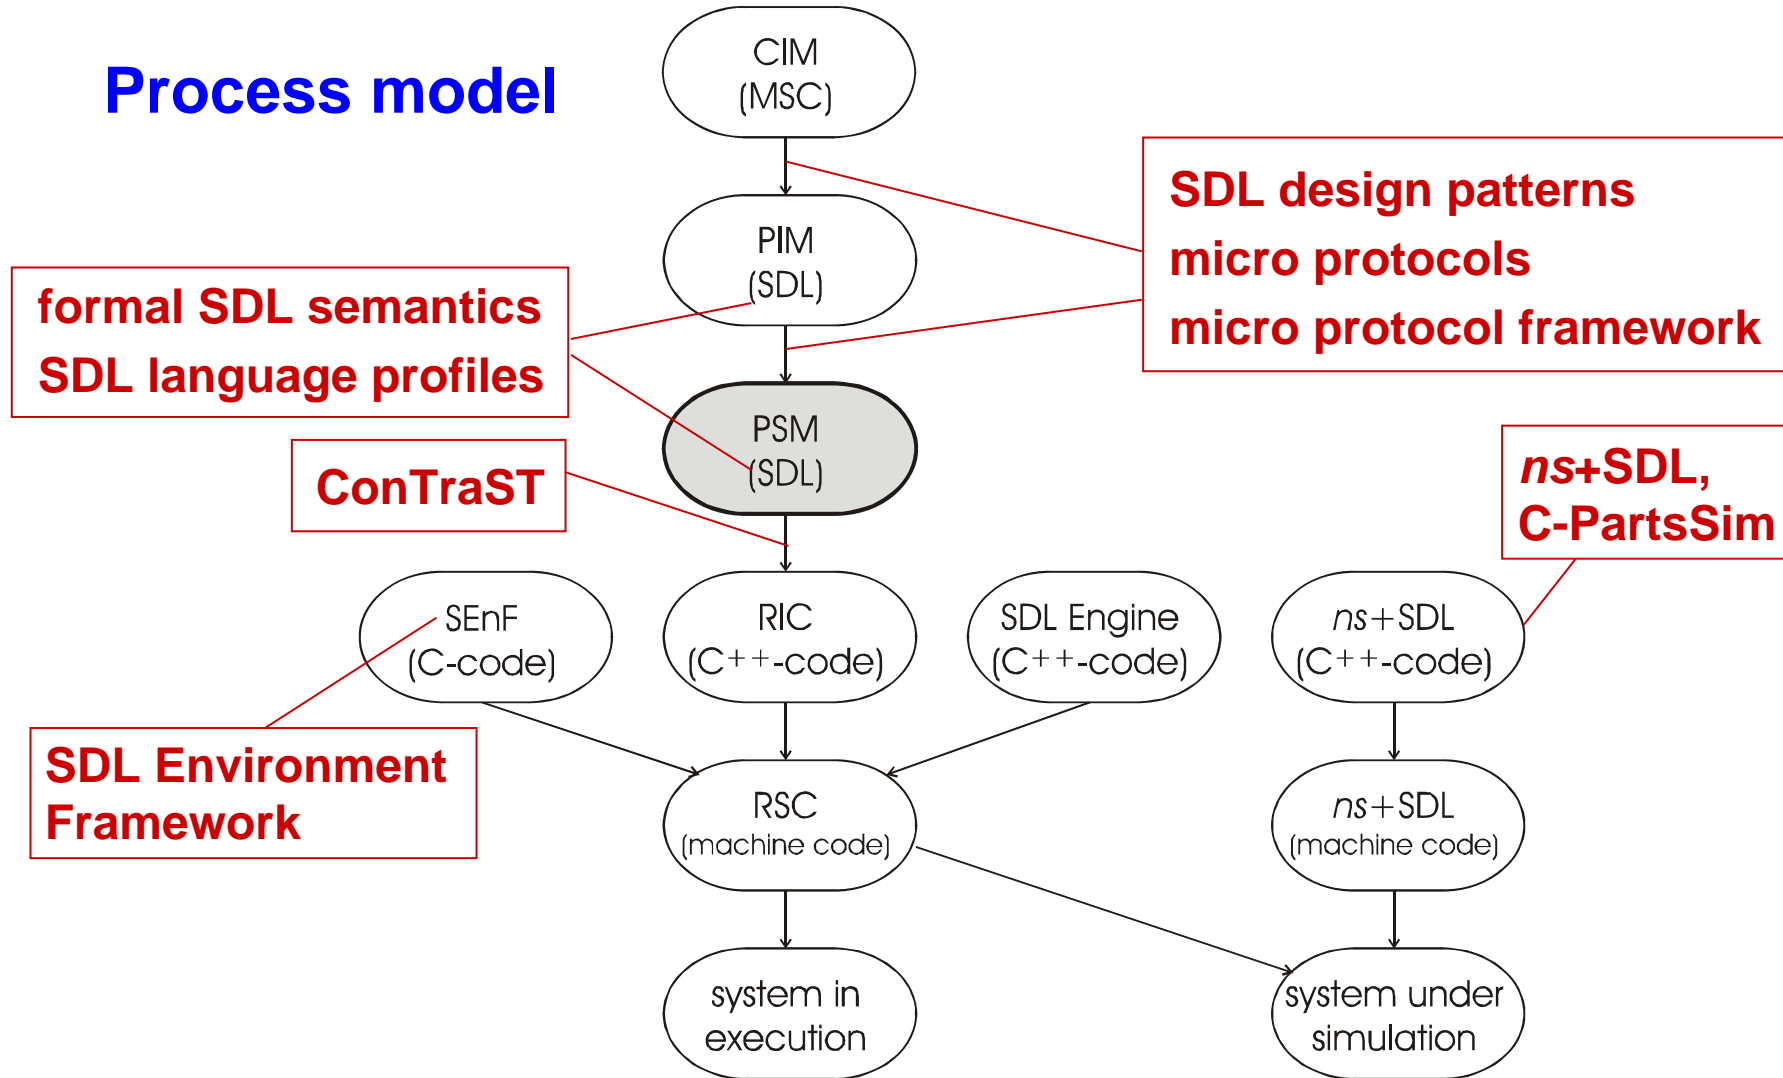 Process model
CIM
(MSC)
SDL design patterns
micro protocols
micro protocol framework
PIM
(SDL)
formal SDL semantics
SDL language profiles
PSM
(SDL)
ConTraST
ns+SDL,
C-PartsSim
SEnF
(C-code)
RIC
(C++-code)
SDL Engine
(C++-code)
ns+SDL
(C++-code)
SDL Environment
Framework
RSC
(machine code)
ns+SDL
(machine code)
system in
execution
system under
simulation